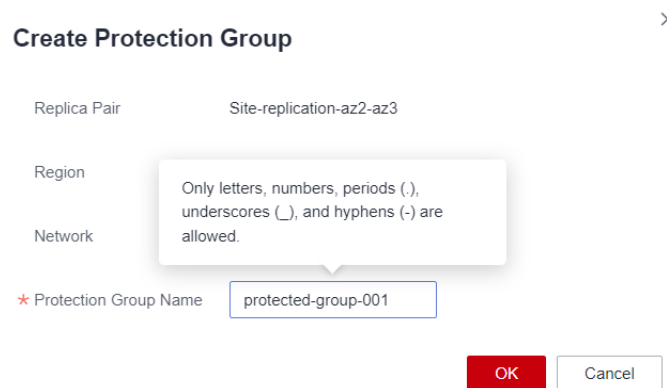 Create Protection Group
Replica Pair Site-replication-az2-az3
Region
Only letters, numbers, periods (.),
underscores (_), and hyphens (-) are
allowed.
Network
* Protection Group Name protected-group-001
OK Cancel